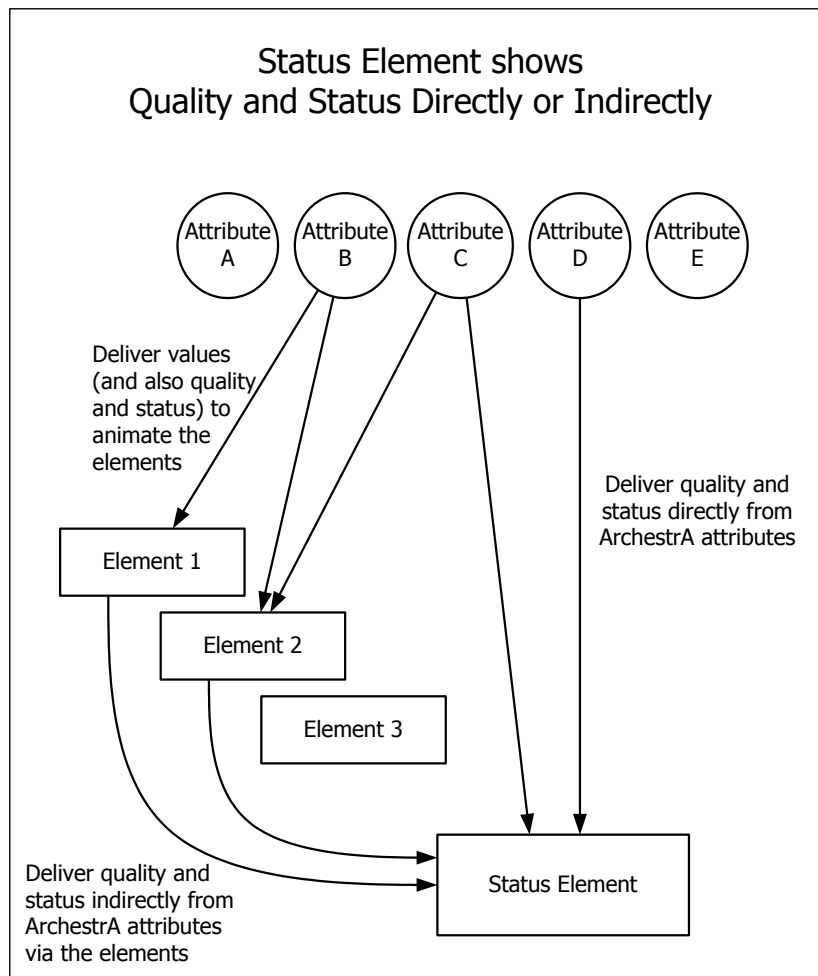 Status Element shows
Quality and Status Directly or Indirectly
Attribute
A
Attribute
B
Attribute
C
Attribute
D
Attribute
E
Deliver values
(and also quality
and status) to
animate the
elements
Deliver quality and
status directly from
ArchestrA attributes
Element 1
Element 2
Element 3
Status Element
Deliver quality and
status indirectly from
ArchestrA attributes
via the elements